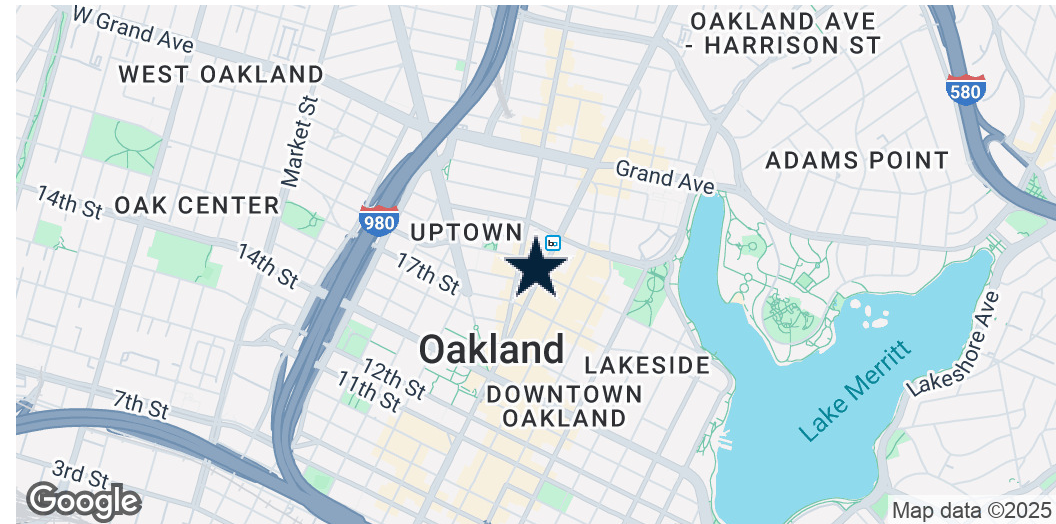 W Grand Ave
OAKLAND AVE
- HARRISON ST
WEST OAKLAND
580
Market St
ADAMS POINT
Grand Ave
14th St
OAK CENTER
980
UPTOWN
ba
14th St
17th St
Lakeshore Ave
Oakland
LAKESIDE
Lake Merritt
12th St
11th St
DOWNTOWN
OAKLAND
7th St
3rd St
Google
Map data ©2025